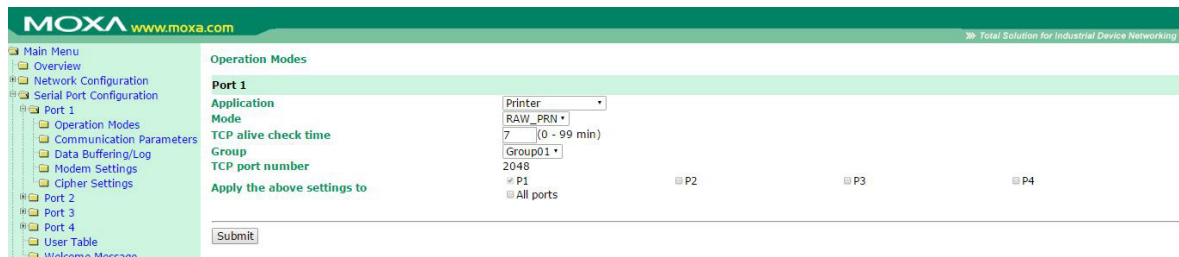 MOXA www.moxa.com
Total Solution for Industrial Device Networking
Main Menu
Overview
Network Configuration
Serial Port Configuration
Port 1
Operation Modes
Communication Parameters
Data Buffering/Log
Modem Settings
Cipher Settings
Port 2
Port 3
Port 4
User Table
Welcome Message
Operation Modes
Port 1
Application Printer
Mode RAW_PRN
TCP alive check time 7 (0 - 99 min)
Group Group01
TCP port number 2048
Apply the above settings to P1 P2 P3 P4
All ports
Submit